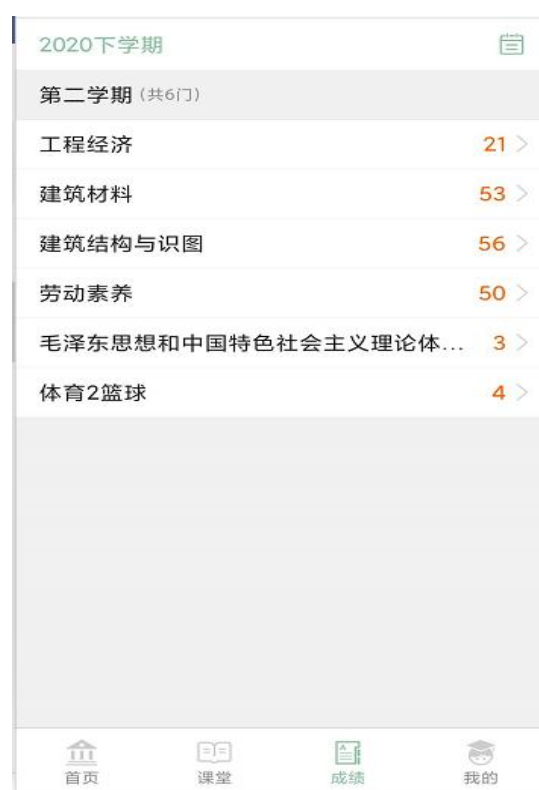 2020下学期
第二学期（共6门）
工程经济 21
建筑材料 53
建筑结构与识图 56
劳动素养 50
毛泽东思想和中国特色社会主义理论体... 3
体育2篮球 4
首页 课堂 成绩 我的